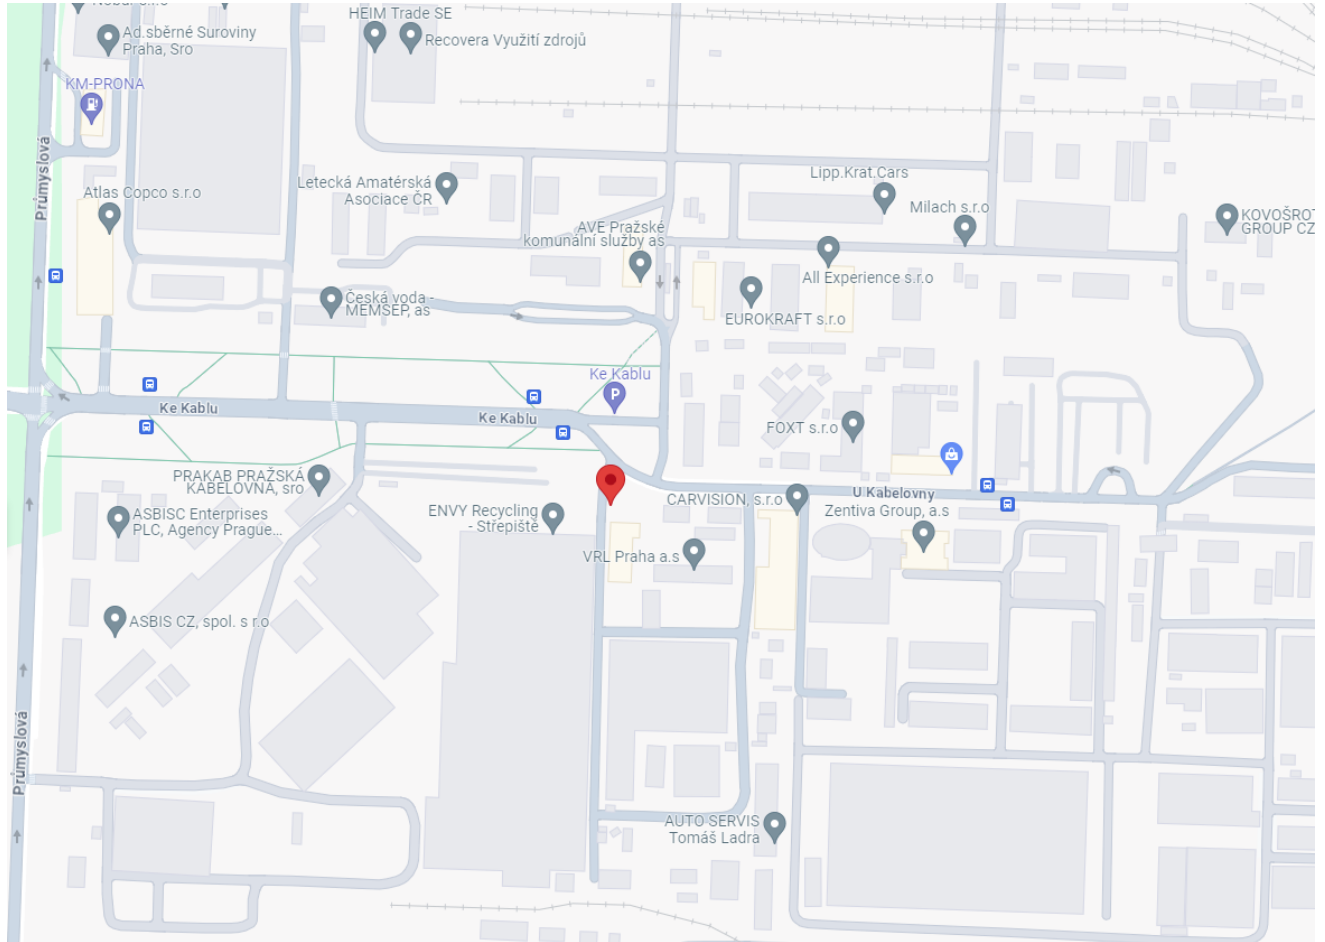 HEIM Trade SE
Ad.sběrné Suroviny
Praha, Sro
Recovera Využití zdrojů
KM-PRONA
Průmyslová
Atlas Copco s.r.o
Letecká Amatérská
Asociace ČR
Lipp.Krat.Cars
Milach s.r.o
KOVOŠROT
GROUP CZ
AVE Pražské
komunální služby as
All Experience s.r.o
Česká voda -
MEMSEP, as
EUROKRAFT s.r.o
Ke Kablu
P
Ke Kablu
Ke Kablu
FOXT s.r.o
PRAKAB PRAŽSKÁ
KABELOVNA, sro
ASBISC Enterprises
PLC, Agency Prague...
ENVY Recycling
- Střepiště
CARVISION, s.r.o
U Kabelovny
Zentiva Group, a.s
VRL Praha a.s
ASBIS CZ, spol. s r.o
Průmyslová
AUTO SERVIS
Tomáš Ladra